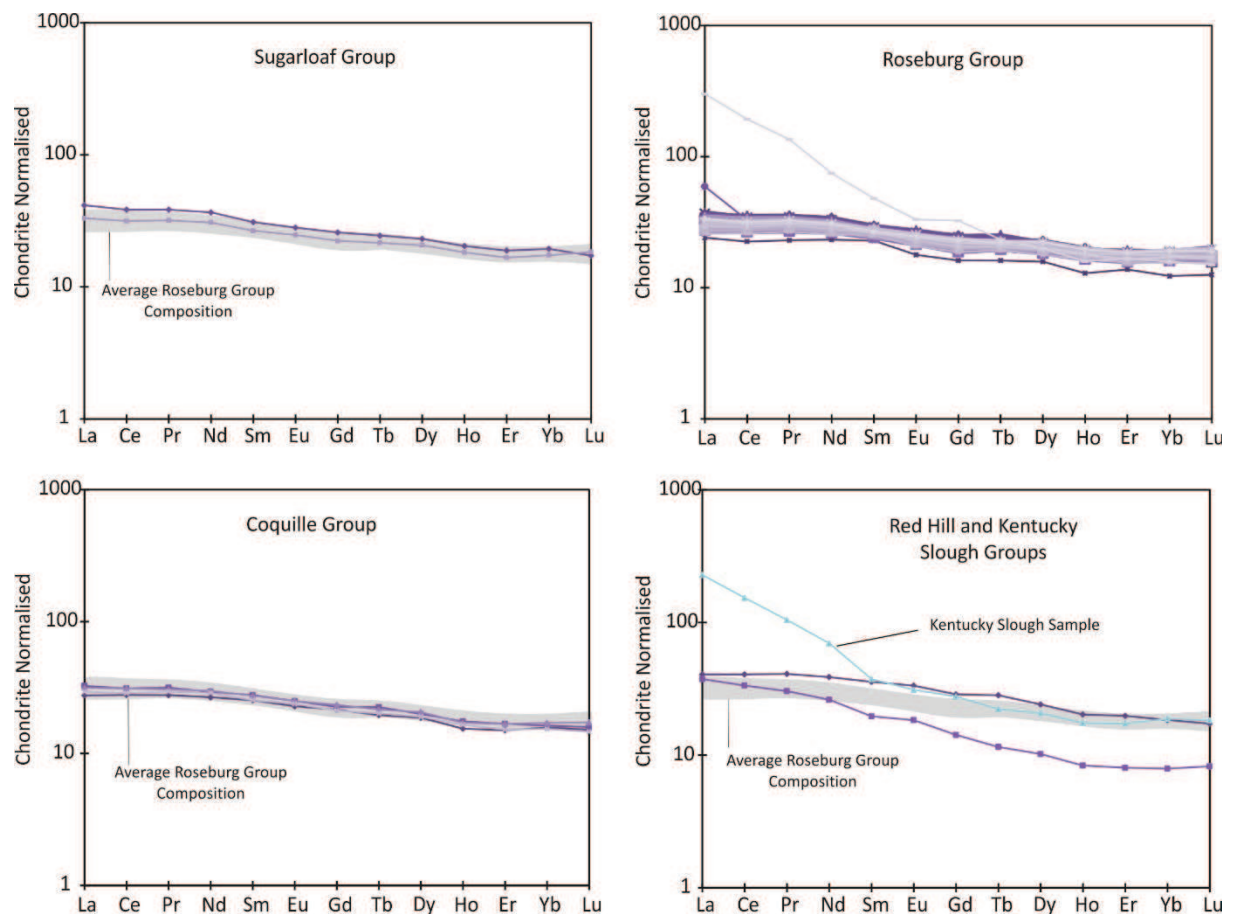 1000
Sugarloaf Group
100
Average Roseburg Group
Composition
10
1
Chondrite Normalised
La Ce Pr Nd Sm Eu Gd Tb Dy Ho Er Yb Lu
1000
Roseburg Group
100
10
1
Chondrite Normalised
La Ce Pr Nd Sm Eu Gd Tb Dy Ho Er Yb Lu
1000
Coquille Group
100
10
Average Roseburg Group
Composition
1
Chondrite Normalised
La Ce Pr Nd Sm Eu Gd Tb Dy Ho Er Yb Lu
1000
Red Hill and Kentucky
Slough Groups
100
Kentucky Slough Sample
10
Average Roseburg Group
Composition
1
Chondrite Normalised
La Ce Pr Nd Sm Eu Gd Tb Dy Ho Er Yb Lu